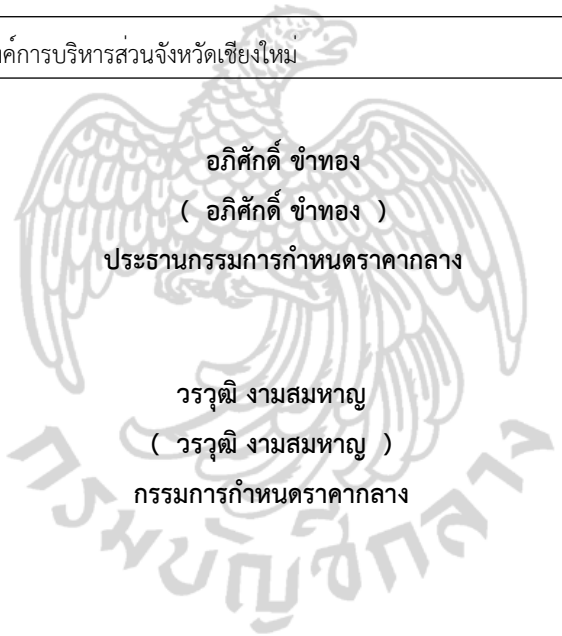 ค์การบริหารส่วนจังหวัดเชียงใหม่
อภิศักดิ์ ขำทอง
( อภิศักดิ์ ขำทอง )
ประธานกรรมการกำหนดราคากลาง
วรวุฒิ งามสมหาญ
( วรวุฒิ งามสมหาญ )
กรรมการกำหนดราคากลาง
กรมบัญชีกลาง